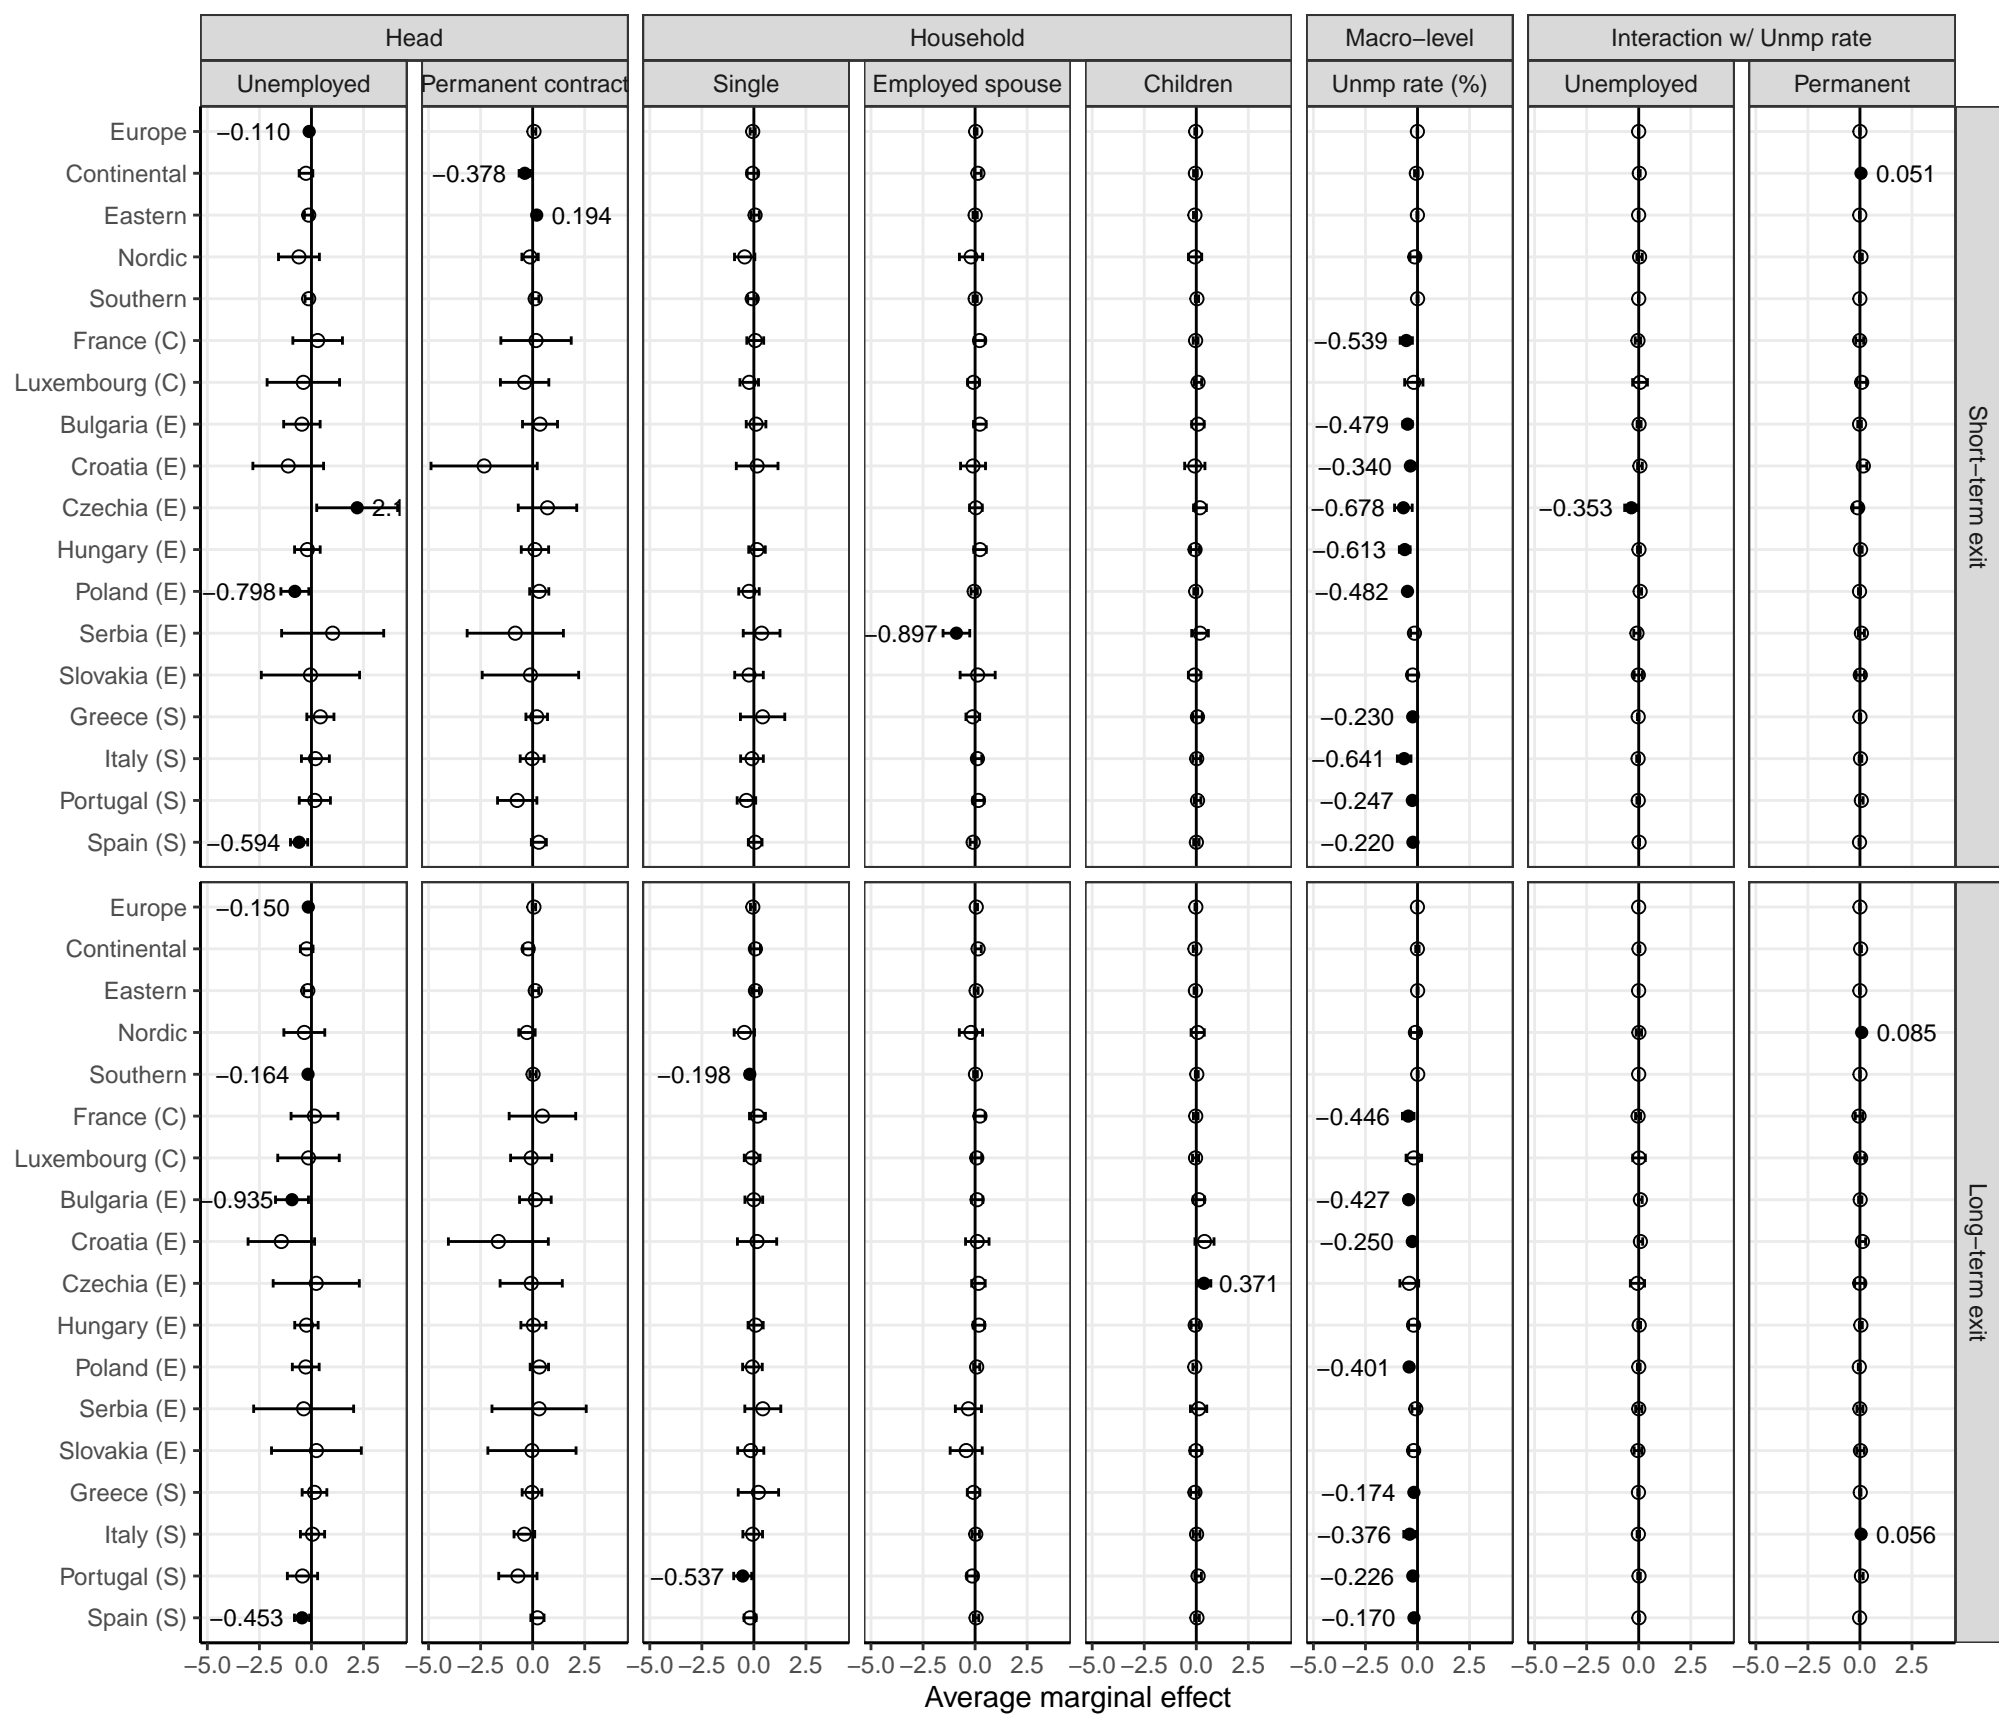 Head Household Macro−level Interaction w/ Unmp rate
Unemployed Permanent contract Single Employed spouse Children Unmp rate (%) Unemployed Permanent
Short−term exit
Europe −0.110
Continental −0.378 0.051
Eastern 0.194
Nordic
Southern
France (C) −0.539
Luxembourg (C)
Bulgaria (E) −0.479
Croatia (E) −0.340
Czechia (E) 2.1 −0.678 −0.353
Hungary (E) −0.613
Poland (E) −0.798 −0.482
Serbia (E) −0.897
Slovakia (E)
Greece (S) −0.230
Italy (S) −0.641
Portugal (S) −0.247
Spain (S) −0.594 −0.220
Long−term exit
Europe −0.150
Continental
Eastern
Nordic 0.085
Southern −0.164 −0.198
France (C) −0.446
Luxembourg (C)
Bulgaria (E) −0.935 −0.427
Croatia (E) −0.250
Czechia (E) 0.371
Hungary (E)
Poland (E) −0.401
Serbia (E)
Slovakia (E)
Greece (S) −0.174
Italy (S) −0.376 0.056
Portugal (S) −0.537 −0.226
Spain (S) −0.453 −0.170
−5.0 −2.5 0.0 2.5 −5.0 −2.5 0.0 2.5 −5.0 −2.5 0.0 2.5 −5.0 −2.5 0.0 2.5 −5.0 −2.5 0.0 2.5 −5.0 −2.5 0.0 2.5 −5.0 −2.5 0.0 2.5 −5.0 −2.5 0.0 2.5
Average marginal effect